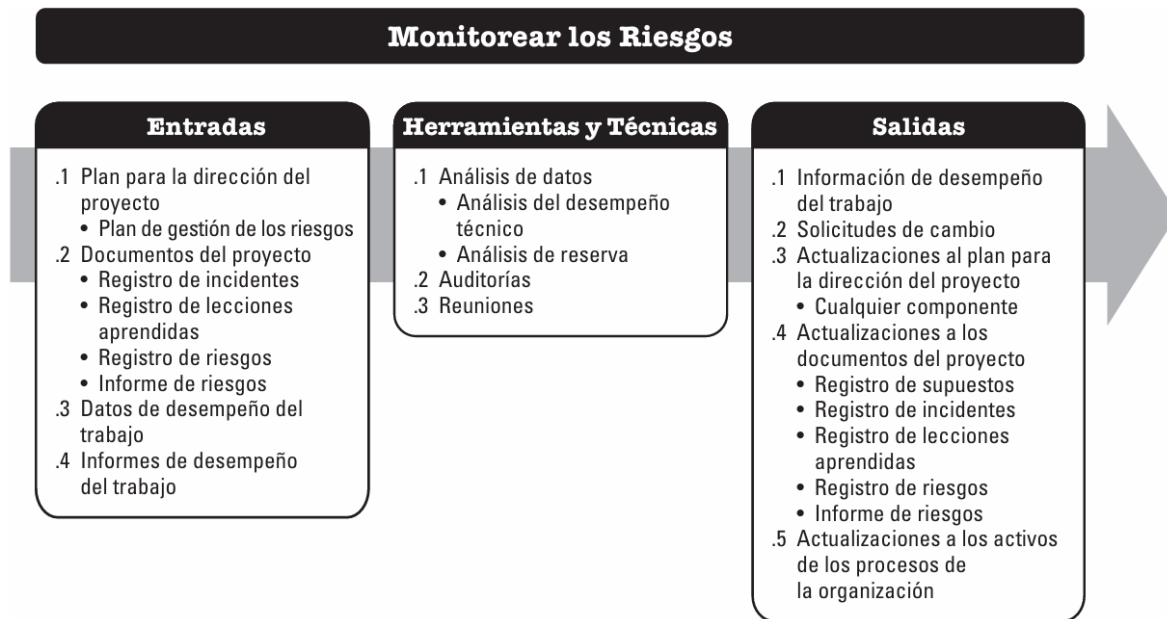 Monitorear los Riesgos
Entradas
.1 Plan para la dirección del
proyecto
• Plan de gestión de los riesgos
.2 Documentos del proyecto
• Registro de incidentes
• Registro de lecciones
aprendidas
• Registro de riesgos
• Informe de riesgos
.3 Datos de desempeño del
trabajo
.4 Informes de desempeño
del trabajo
Herramientas y Técnicas
.1 Análisis de datos
• Análisis del desempeño
técnico
• Análisis de reserva
.2 Auditorías
.3 Reuniones
Salidas
.1 Información de desempeño
del trabajo
.2 Solicitudes de cambio
.3 Actualizaciones al plan para
la dirección del proyecto
• Cualquier componente
.4 Actualizaciones a los
documentos del proyecto
• Registro de supuestos
• Registro de incidentes
• Registro de lecciones
aprendidas
• Registro de riesgos
• Informe de riesgos
.5 Actualizaciones a los activos
de los procesos de
la organización